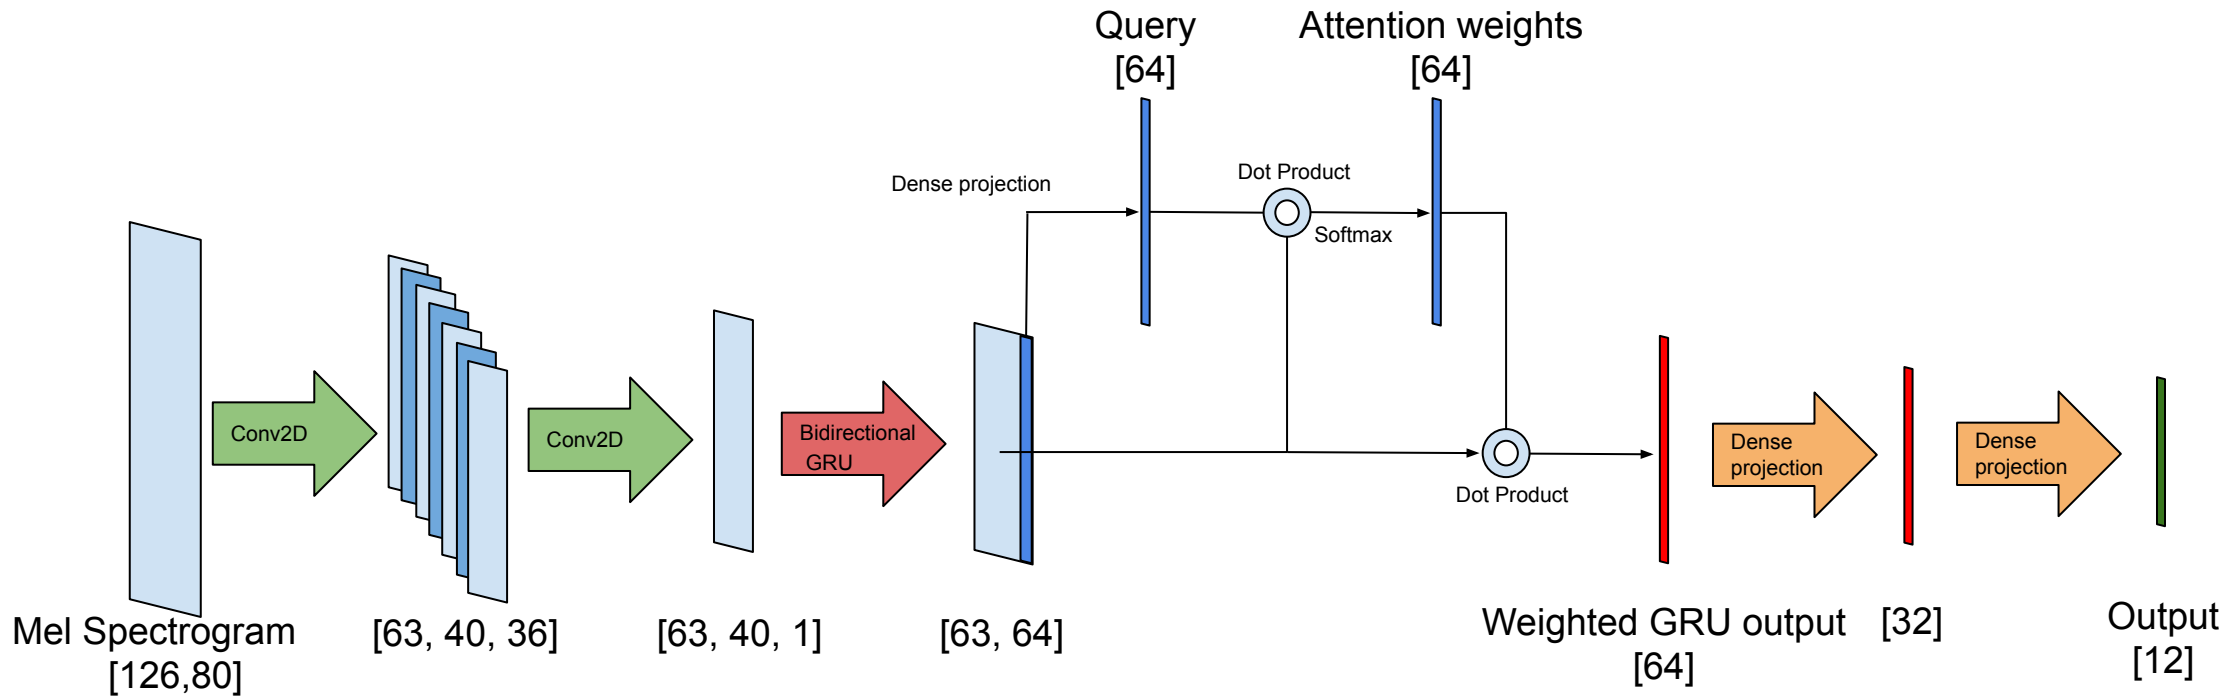 Query
[64]
Attention weights
[64]
Dense projection
Dot Product
Softmax
Conv2D
Conv2D
Bidirectional
GRU
Dot Product
Dense
projection
Dense
projection
Mel Spectrogram
[126,80]
[63, 40, 36]
[63, 40, 1]
[63, 64]
Weighted GRU output
[64]
[32]
Output
[12]